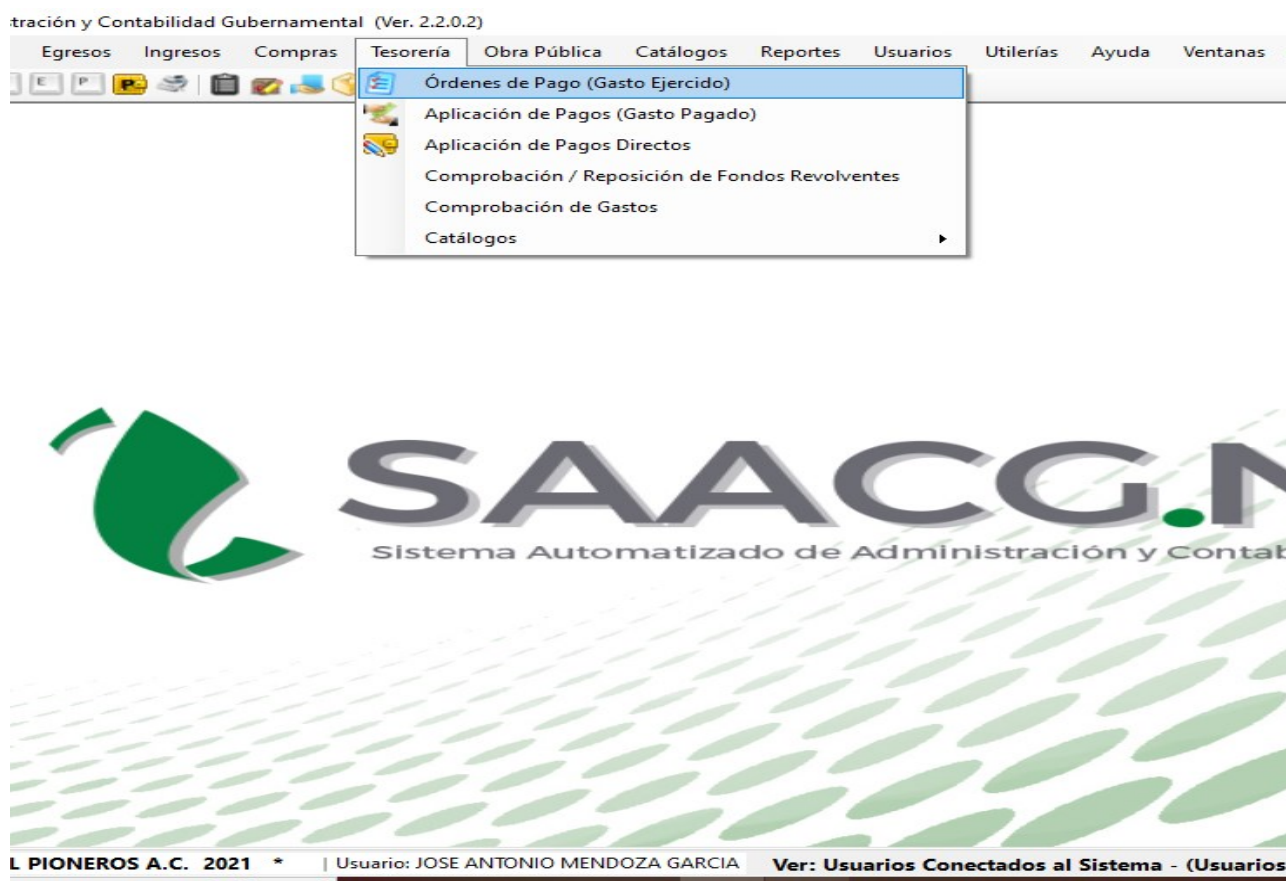 tración y Contabilidad Gubernamental (Ver. 2.2.0.2)
Egresos Ingresos Compras Tesorería Obra Pública Catálogos Reportes Usuarios Utilerías Ayuda Ventanas
E P P
Órdenes de Pago (Gasto Ejercido)
Aplicación de Pagos (Gasto Pagado)
Aplicación de Pagos Directos
Comprobación / Reposición de Fondos Revolventes
Comprobación de Gastos
Catálogos
SAACG.N
Sistema Automatizado de Administración y Contab
L PIONEROS A.C. 2021 * | Usuario: JOSE ANTONIO MENDOZA GARCIA Ver: Usuarios Conectados al Sistema - (Usuarios